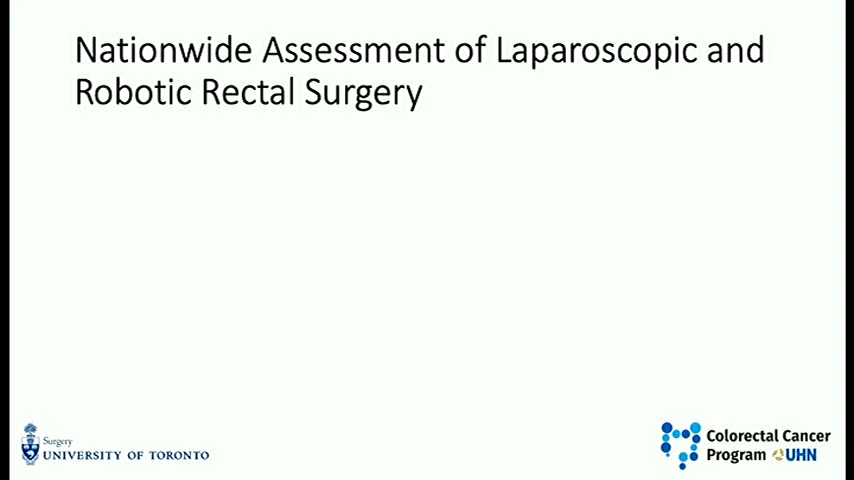 Nationwide Assessment of Laparoscopic and
Robotic Rectal Surgery
Surgery
UNIVERSITY OF TORONTO
Colorectal Cancer
Program UHN